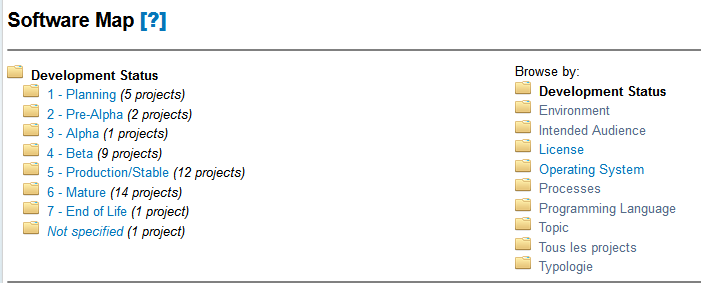 Software Map [?]
Development Status
1 - Planning (5 projects)
2 - Pre-Alpha (2 projects)
3 - Alpha (1 projects)
4 - Beta (9 projects)
5 - Production/Stable (12 projects)
6 - Mature (14 projects)
7 - End of Life (1 project)
Not specified (1 project)
Browse by:
Development Status
Environment
Intended Audience
License
Operating System
Processes
Programming Language
Topic
Tous les projects
Typologie